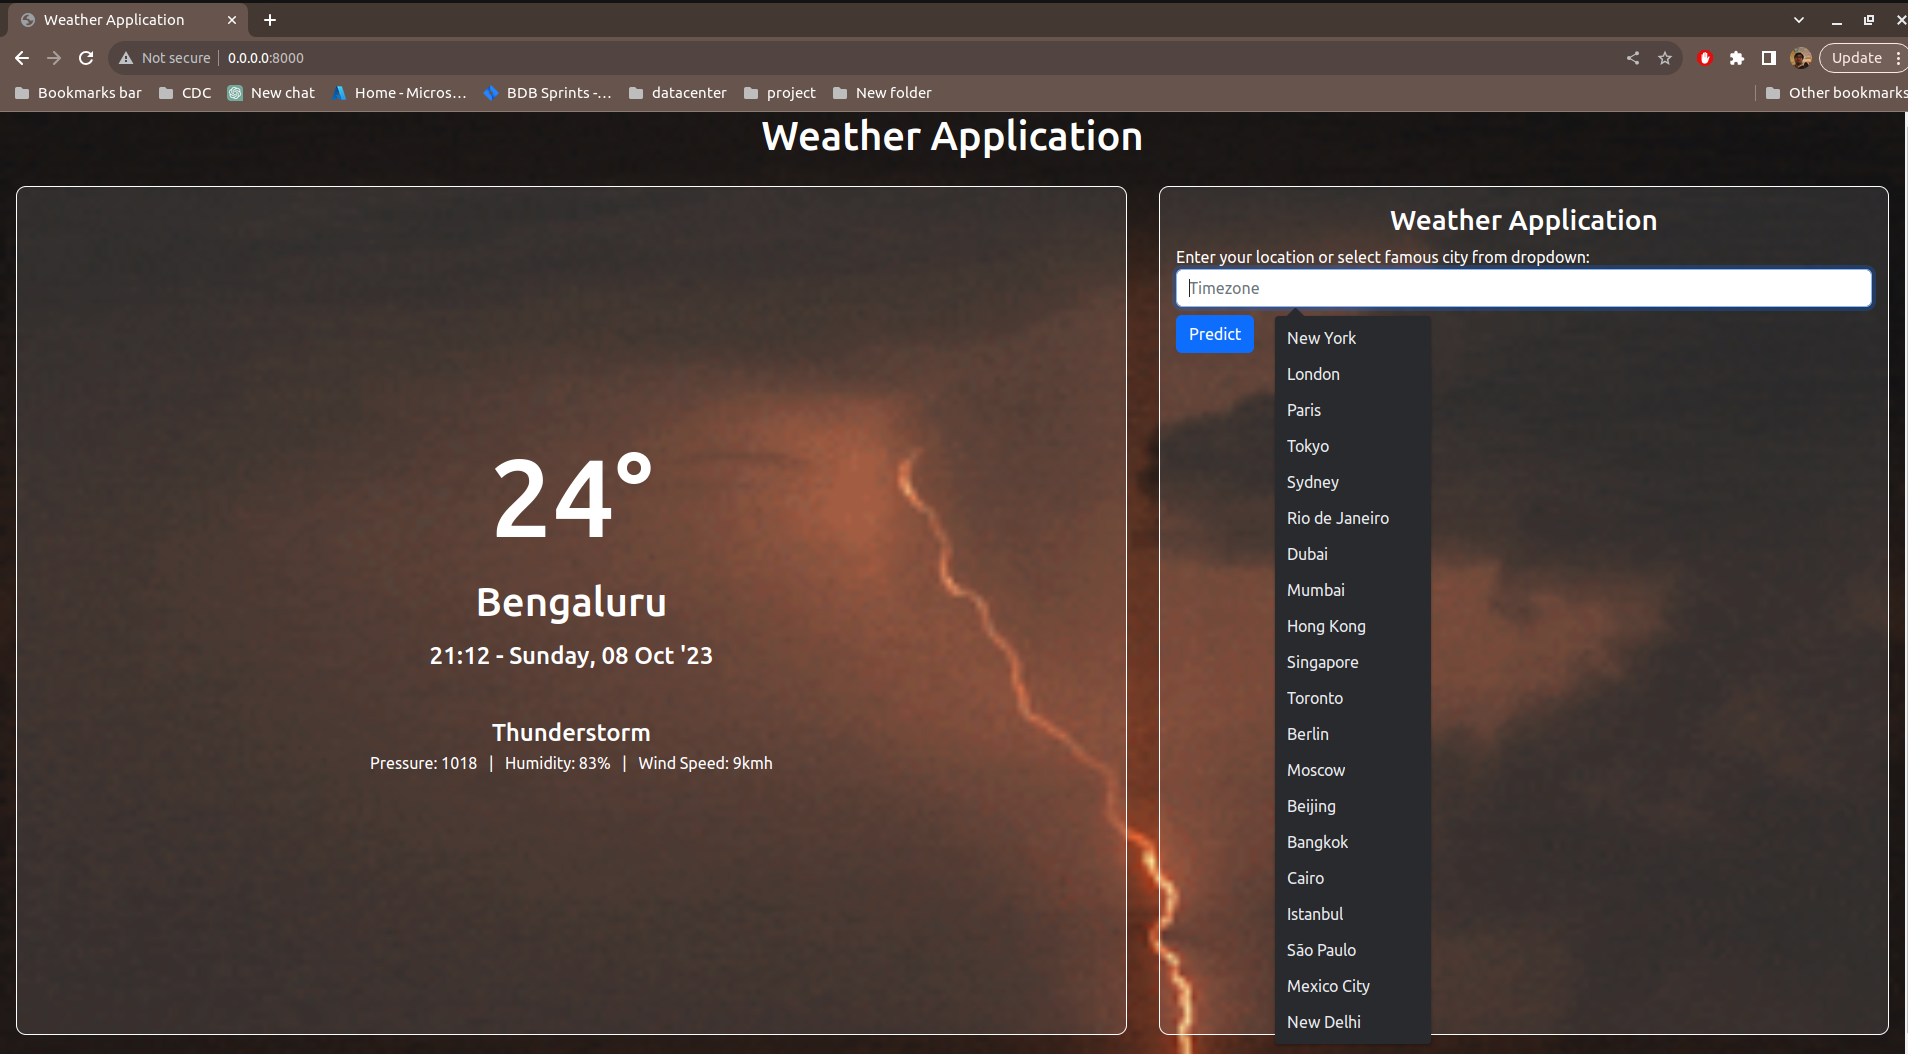 Weather Application
Not secure 0.0.0.0:8000 Update
Bookmarks bar CDC New chat Home - Micros... BDB Sprints -... datacenter project New folder Other bookmarks
Weather Application
24°
Bengaluru
21:12 - Sunday, 08 Oct '23
Thunderstorm
Pressure: 1018 | Humidity: 83% | Wind Speed: 9kmh
Weather Application
Enter your location or select famous city from dropdown:
Timezone
Predict
New York
London
Paris
Tokyo
Sydney
Rio de Janeiro
Dubai
Mumbai
Hong Kong
Singapore
Toronto
Berlin
Moscow
Beijing
Bangkok
Cairo
Istanbul
São Paulo
Mexico City
New Delhi